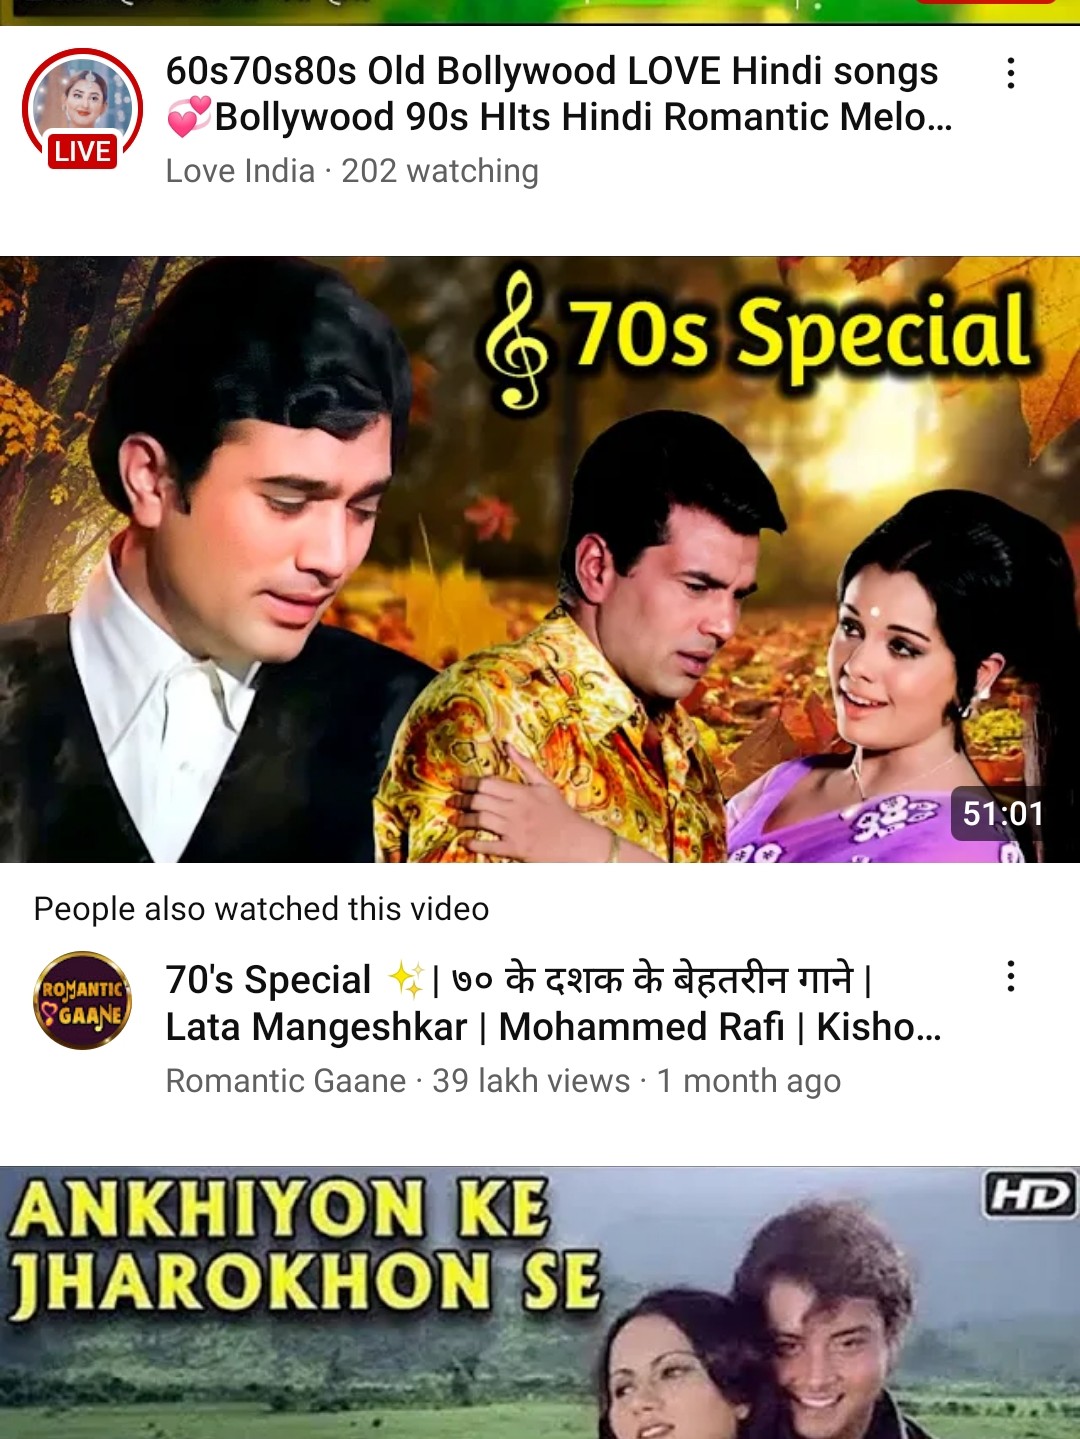 60s70s80s Old Bollywood LOVE Hindi songs
💞Bollywood 90s HIts Hindi Romantic Melo...
LIVE
Love India · 202 watching
70s Special
51:01
People also watched this video
ROMANTIC
GAANE
70's Special ✨| ७० के दशक के बेहतरीन गाने |
Lata Mangeshkar | Mohammed Rafi | Kisho...
Romantic Gaane · 39 lakh views · 1 month ago
ANKHIYON KE
JHAROKHON SE
HD